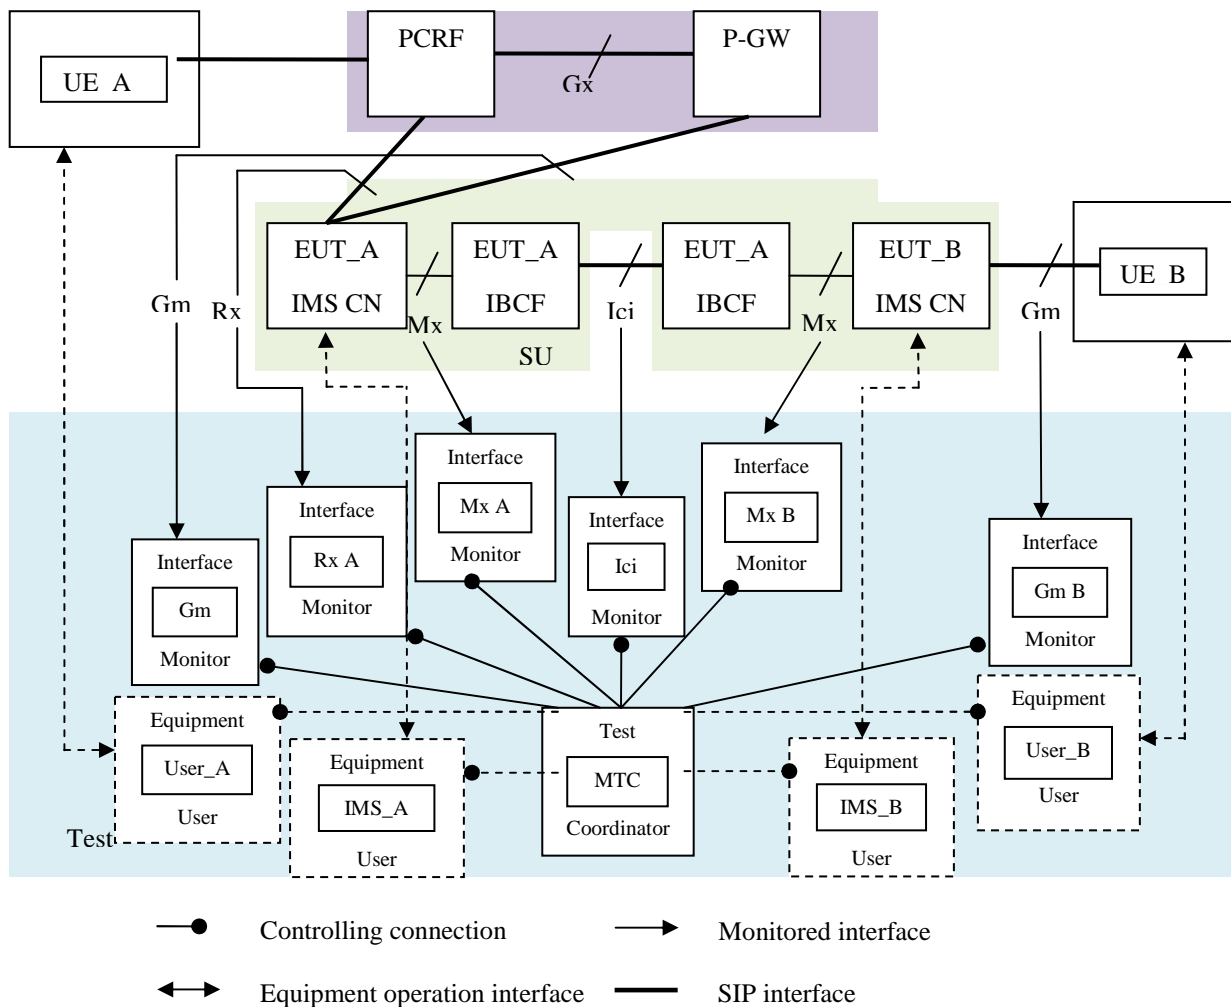 PCRF
P-GW
UE A
Gx
EUT_A
IMS CN
EUT_A
IBCF
EUT_A
IBCF
EUT_B
IMS CN
UE B
Gm
Rx
Mx
Ici
Mx
Gm
SU
Interface
Mx A
Monitor
Interface
Mx B
Monitor
Interface
Rx A
Monitor
Interface
Ici
Monitor
Interface
Gm B
Monitor
Interface
Gm
Monitor
Equipment
User_A
User
Equipment
IMS_A
User
Test
MTC
Coordinator
Equipment
IMS_B
User
Equipment
User_B
User
Test
Controlling connection
Monitored interface
Equipment operation interface
SIP interface